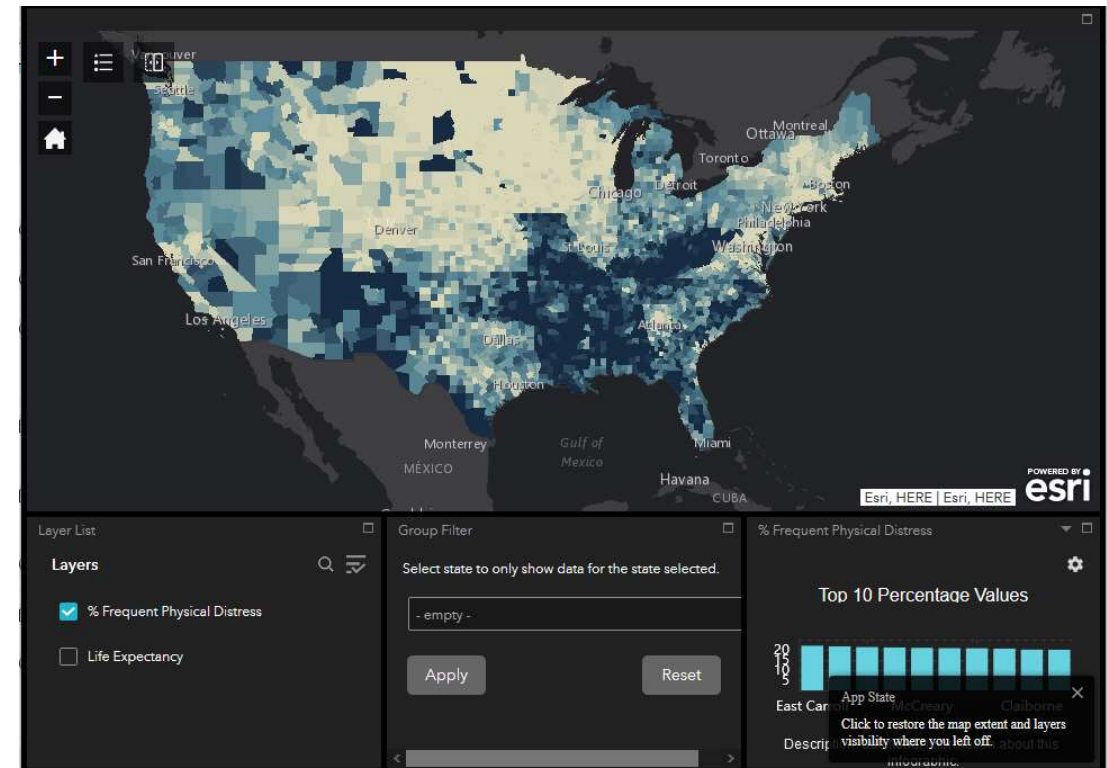 Vancouver
Seattle
Montreal
Ottawa
Toronto
Boston
Chicago
Detroit
New York
Philadelphia
Denver
St Louis
Washington
San Francisco
Los Angeles
Atlanta
Dallas
Houston
Monterrey
Gulf of
Mexico
Miami
MÉXICO
Havana
CUBA
POWERED BY
esri
Esri, HERE | Esri, HERE
Layer List
Layers
% Frequent Physical Distress
Life Expectancy
Group Filter
Select state to only show data for the state selected.
- empty -
Apply
Reset
% Frequent Physical Distress
Top 10 Percentage Values
20
15
10
5
East Carroll
McCreary
Claiborne
App State
Click to restore the map extent and layers
visibility where you left off.
about this
infographic.